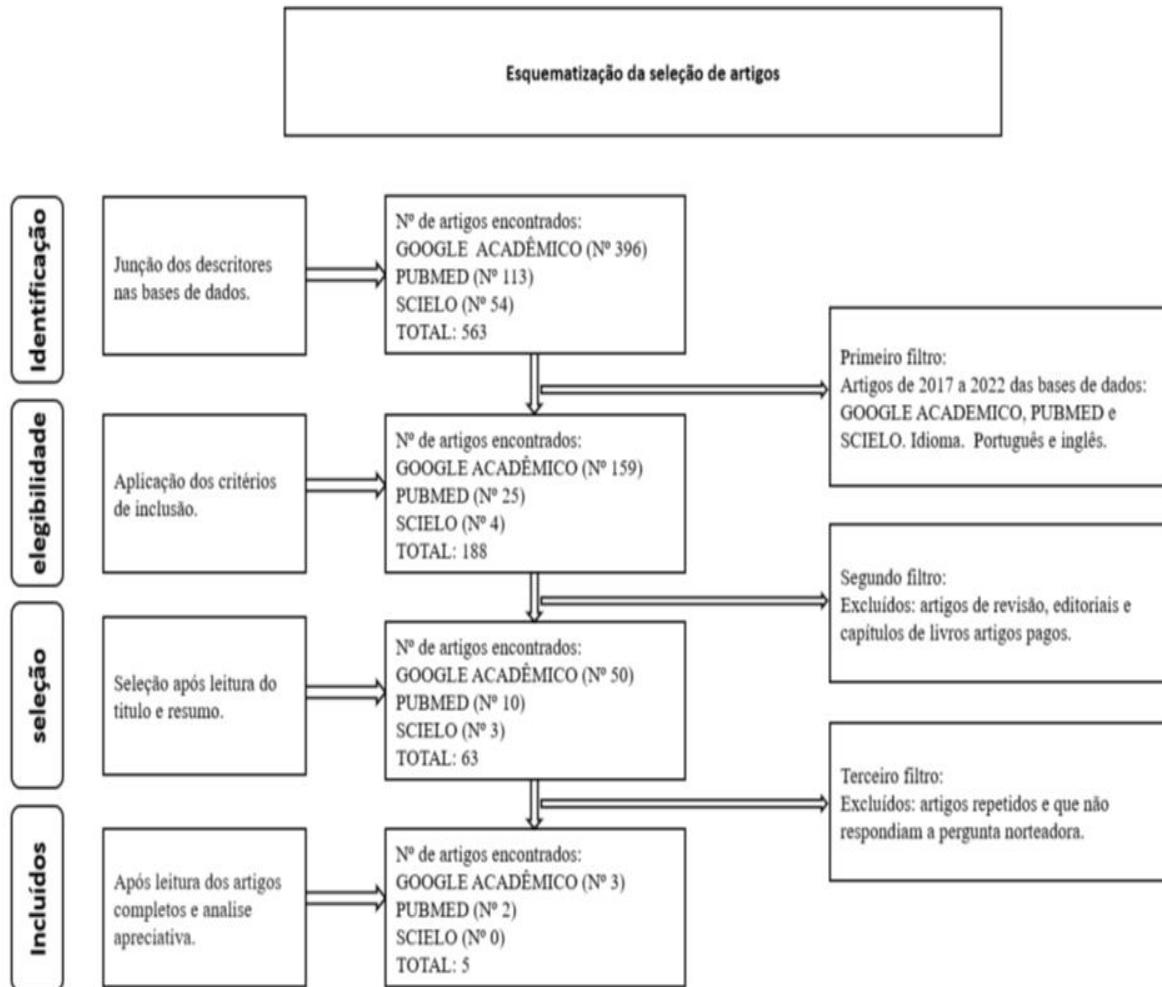 Esquematização da seleção de artigos
Identificação
Junção dos descritores
nas bases de dados.
Nº de artigos encontrados:
GOOGLE ACADÊMICO (Nº 396)
PUBMED (Nº 113)
SCIELO (Nº 54)
TOTAL: 563
Primeiro filtro:
Artigos de 2017 a 2022 das bases de dados:
GOOGLE ACADEMICO, PUBMED e
SCIELO. Idioma. Português e inglês.
elegibilidade
Aplicação dos critérios
de inclusão.
Nº de artigos encontrados:
GOOGLE ACADÊMICO (Nº 159)
PUBMED (Nº 25)
SCIELO (Nº 4)
TOTAL: 188
Segundo filtro:
Excluídos: artigos de revisão, editoriais e
capítulos de livros artigos pagos.
seleção
Seleção após leitura do
titulo e resumo.
Nº de artigos encontrados:
GOOGLE ACADÊMICO (Nº 50)
PUBMED (Nº 10)
SCIELO (Nº 3)
TOTAL: 63
Terceiro filtro:
Excluídos: artigos repetidos e que não
respondiam a pergunta norteadora.
Incluídos
Após leitura dos artigos
completos e analise
apreciativa.
Nº de artigos encontrados:
GOOGLE ACADÊMICO (Nº 3)
PUBMED (Nº 2)
SCIELO (Nº 0)
TOTAL: 5